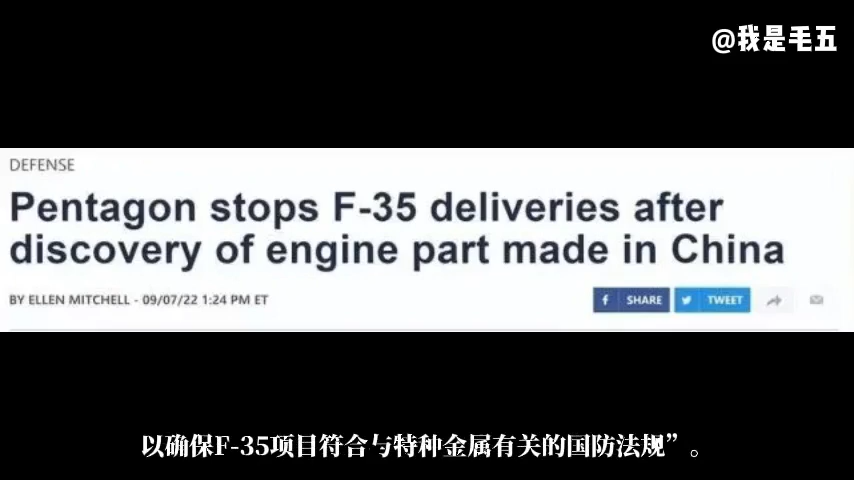 @我是毛五
DEFENSE
Pentagon stops F-35 deliveries after
discovery of engine part made in China
BY ELLEN MITCHELL - 09/07/22 1:24 PM ET
SHARE
TWEET
以确保F-35项目符合与特种金属有关的国防法规”。